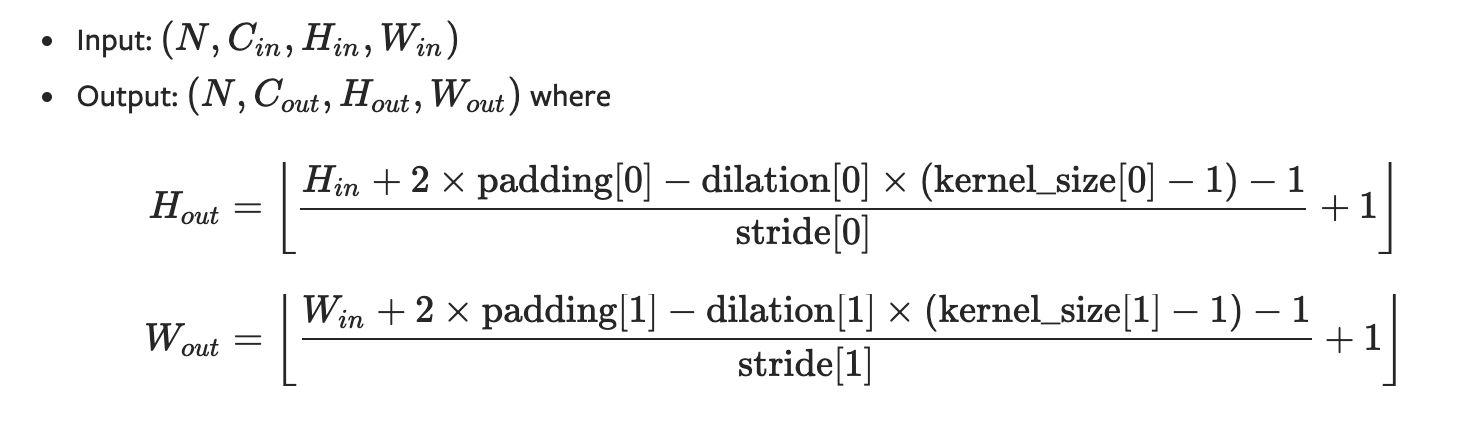 • Input: (N, C_in, H_in, W_in)
• Output: (N, C_out, H_out, W_out) where
H_out = ⌊(H_in + 2 × padding[0] − dilation[0] × (kernel_size[0] − 1) − 1) / stride[0] + 1⌋
W_out = ⌊(W_in + 2 × padding[1] − dilation[1] × (kernel_size[1] − 1) − 1) / stride[1] + 1⌋